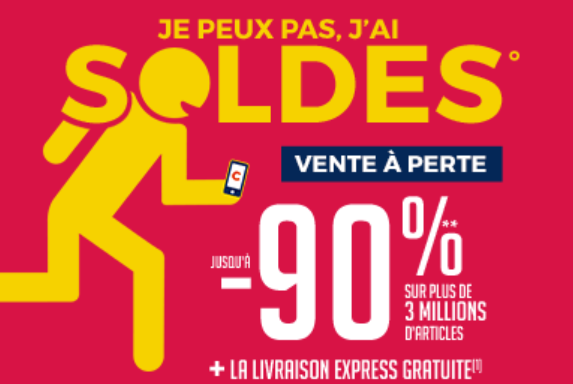 JE PEUX PAS, J'AI
SOLDES°
VENTE À PERTE
C
JUSQU'À
-90%**
SUR PLUS DE
3 MILLIONS
D'ARTICLES
+ LA LIVRAISON EXPRESS GRATUITE(1)